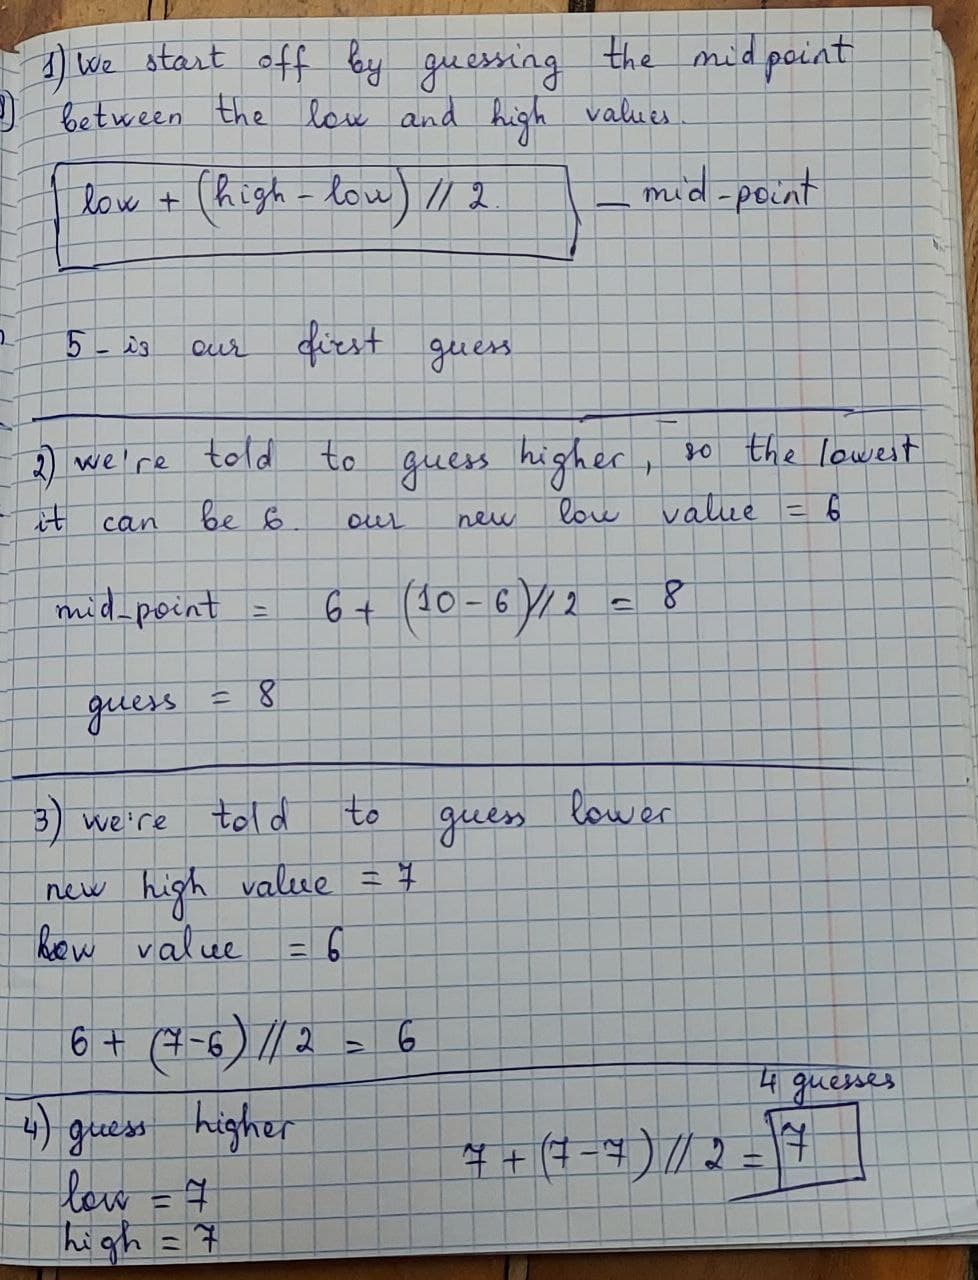 1) we start off by guessing the midpoint
between the low and high values.
low + (high - low) // 2. — mid-point
5 - is our first guess
2) we're told to guess higher, so the lowest
it can be 6. our new low value = 6
mid-point = 6 + (10 - 6) // 2 = 8
guess = 8
3) we're told to guess lower
new high value = 7
low value = 6
6 + (7-6) // 2 = 6
4 guesses
4) guess higher
7 + (7-7) // 2 = 7
low = 7
high = 7